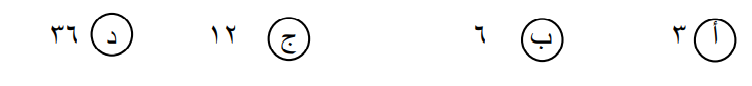 أ ٣ ب ٦ ج ١٢ د ٣٦